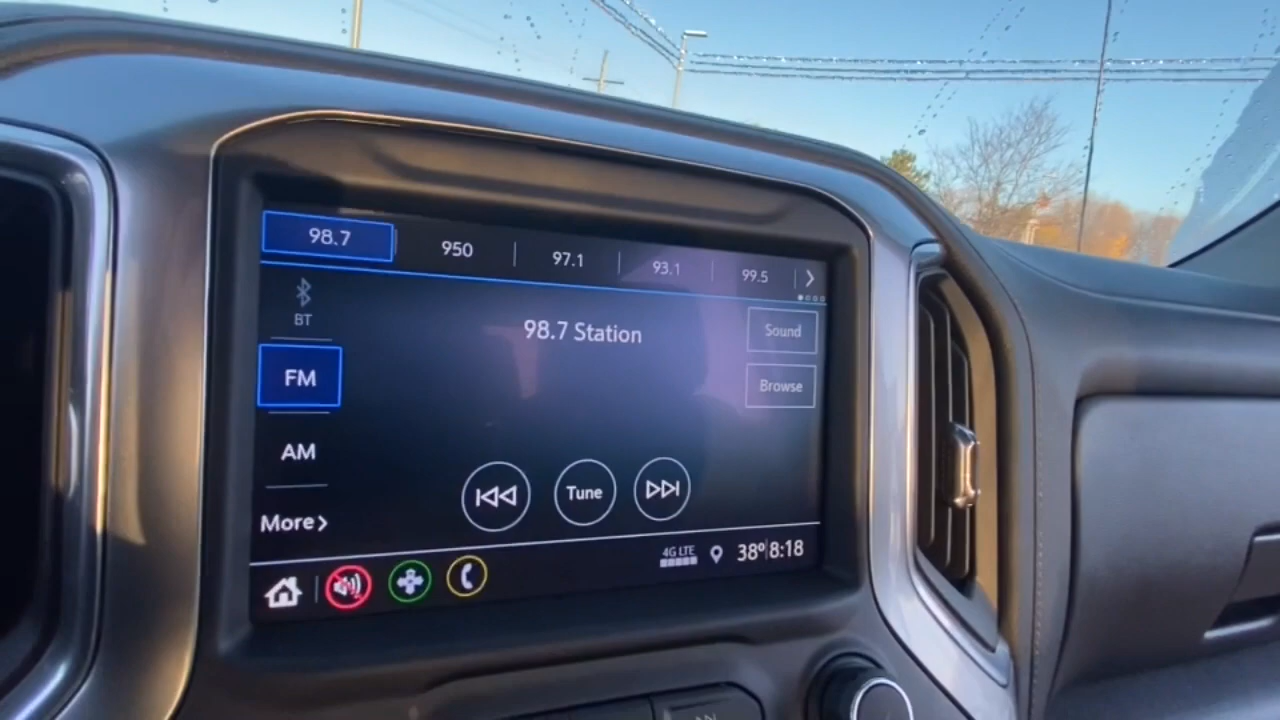 98.7 950 97.1 93.1 99.5
BT
98.7 Station
Sound
FM
Browse
AM
Tune
More
4G LTE
38° 8:18